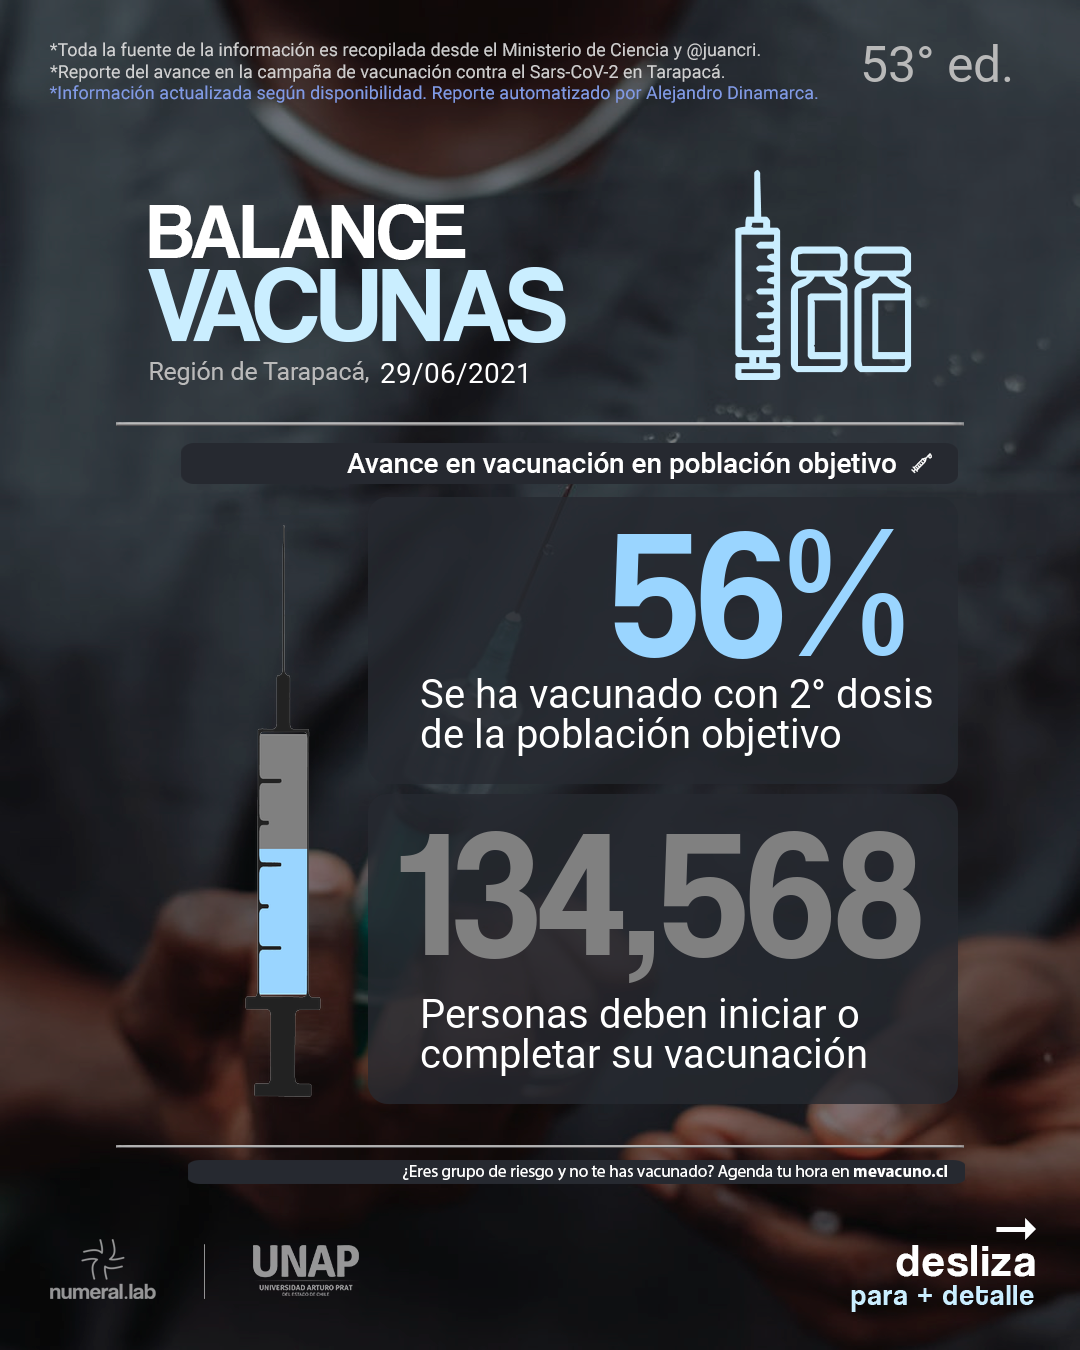 *Toda la fuente de la información es recopilada desde el Ministerio de Ciencia y @juancri.
*Reporte del avance en la campaña de vacunación contra el Sars-CoV-2 en Tarapacá.
*Información actualizada según disponibilidad. Reporte automatizado por Alejandro Dinamarca.
53° ed.
BALANCE
VACUNAS
Región de Tarapacá, 29/06/2021
Avance en vacunación en población objetivo
56%
Se ha vacunado con 2° dosis
de la población objetivo
134,568
Personas deben iniciar o
completar su vacunación
¿Eres grupo de riesgo y no te has vacunado? Agenda tu hora en mevacuno.cl
numeral.lab
UNAP
UNIVERSIDAD ARTURO PRAT
DEL ESTADO DE CHILE
desliza
para + detalle